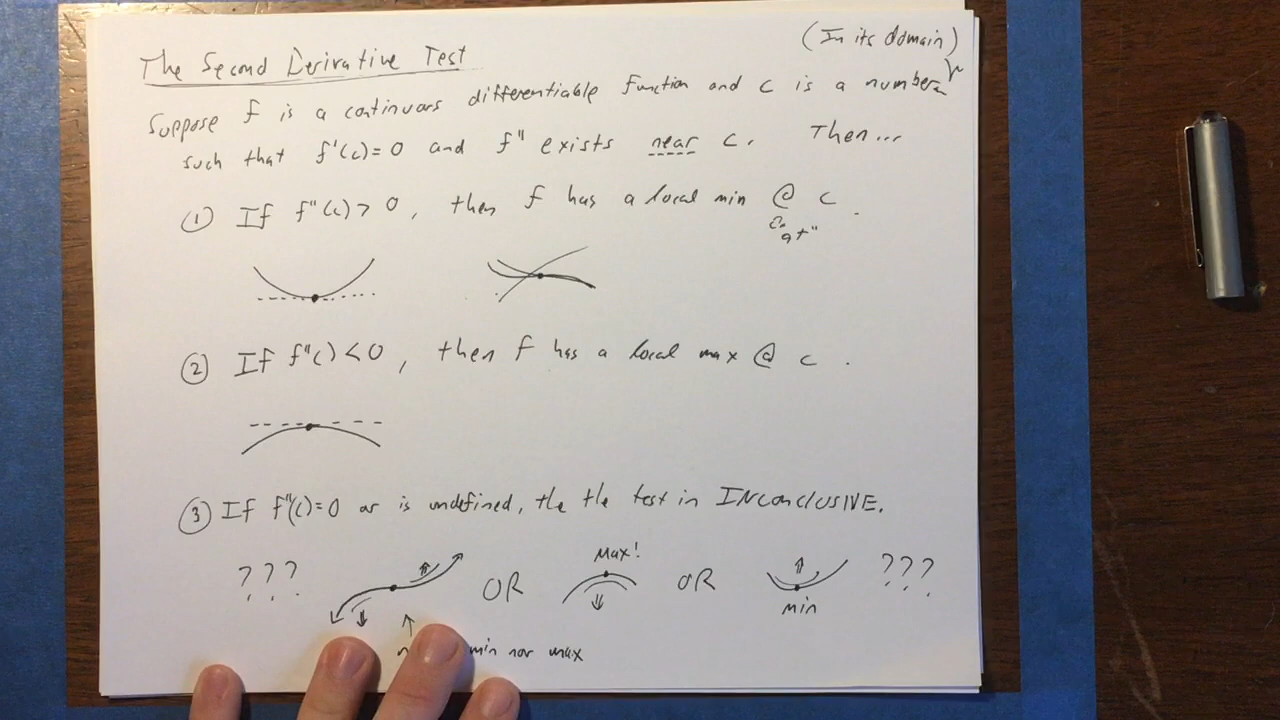 The Second Derivative Test
(In its domain)
Suppose f is a continuous differentiable function and c is a number
such that f'(c)=0 and f" exists near c. Then...
① If f"(c)>0, then f has a local min @ c.
"at"
② If f"(c)<0, then f has a local max @ c.
③ If f"(c)=0 or is undefined, the the test in INCONCLUSIVE.
??? OR Max! OR min ???
min nor max